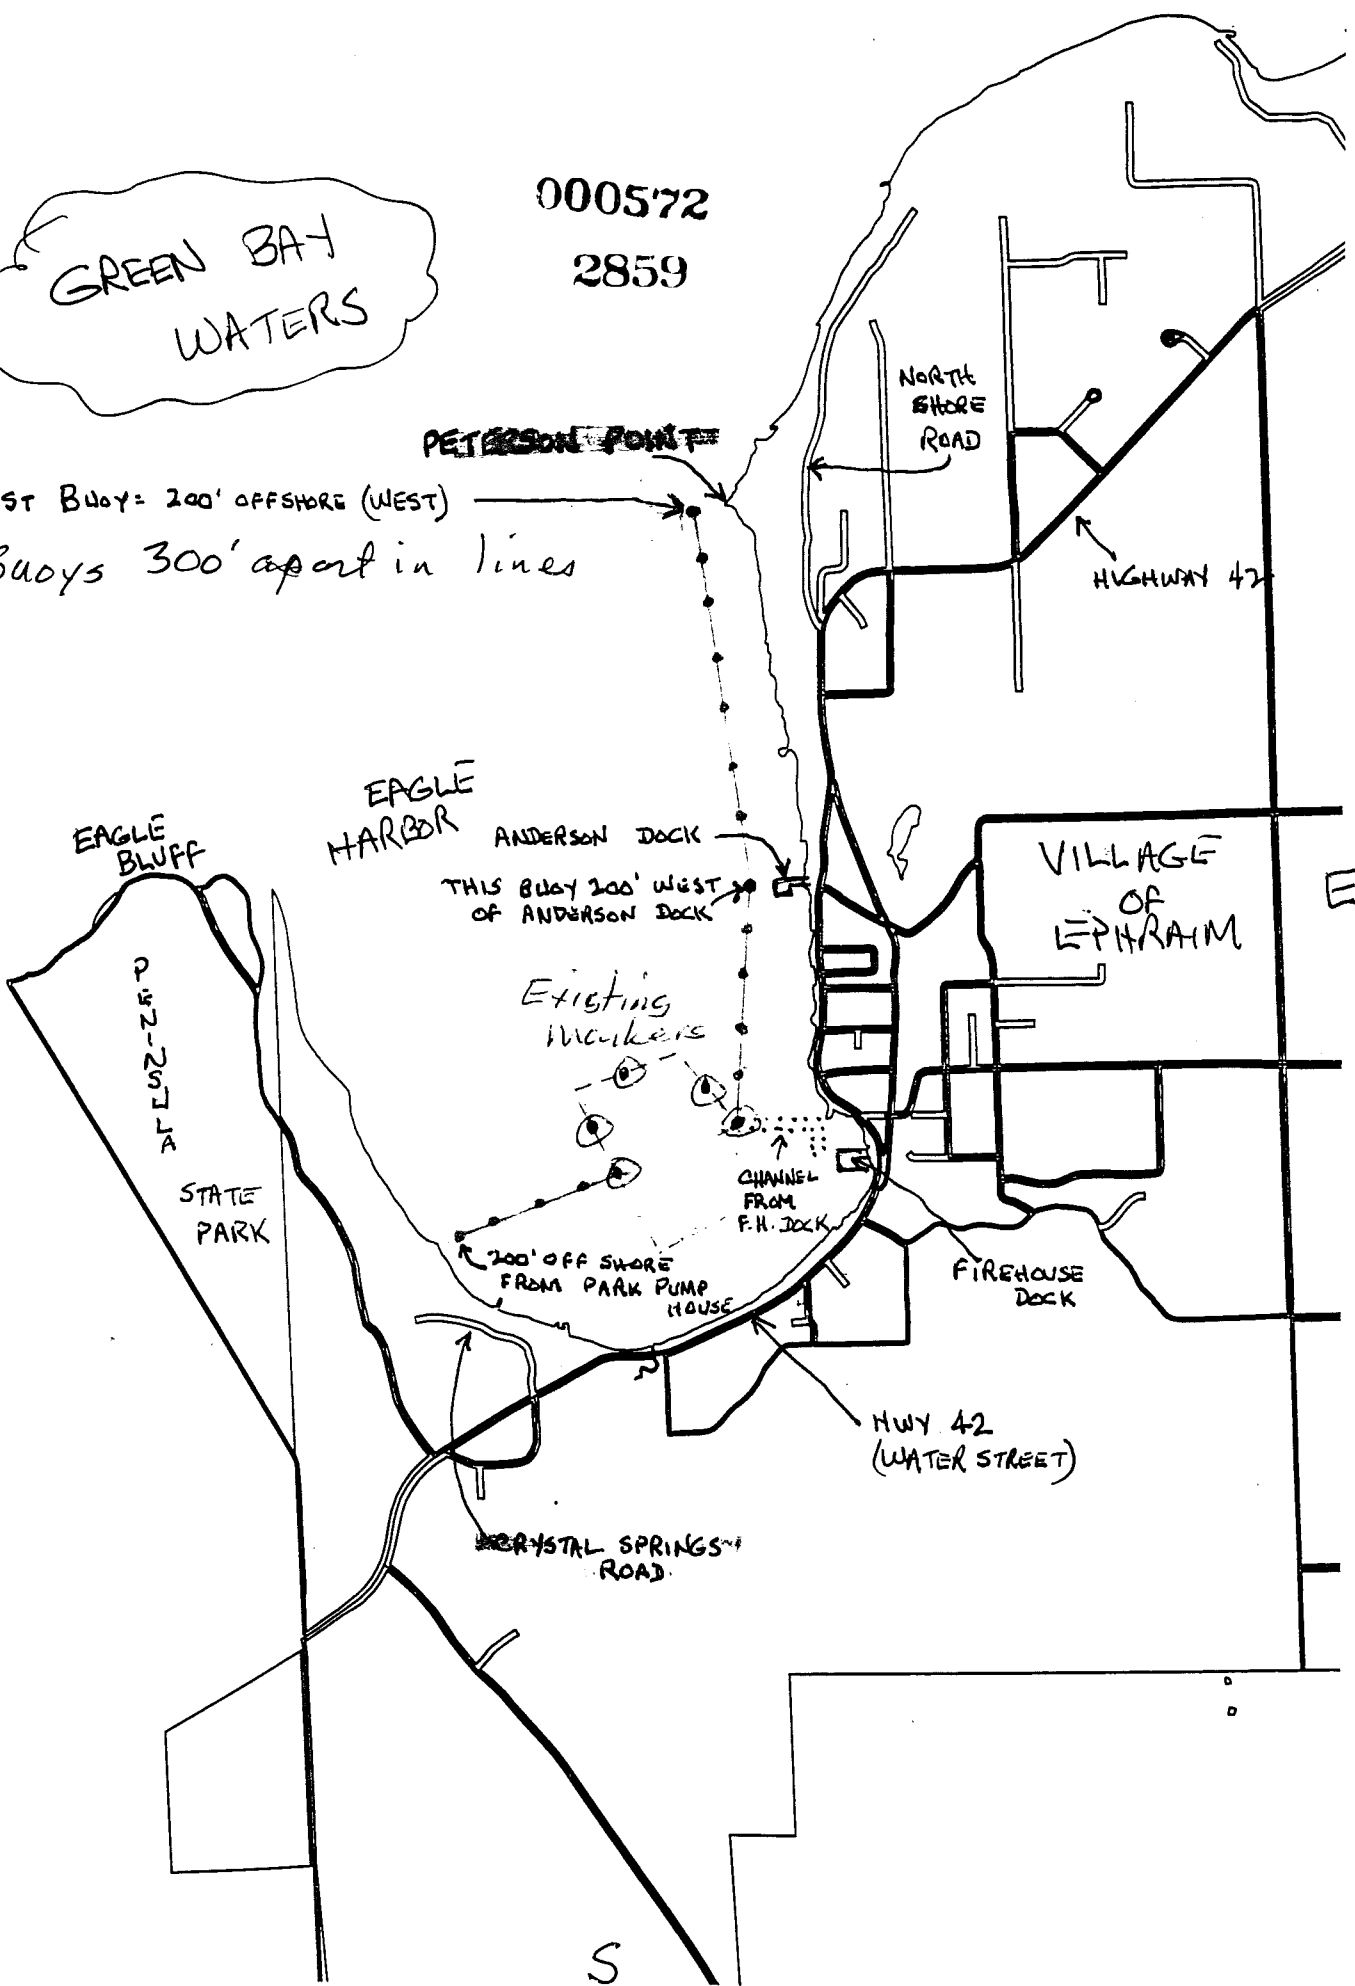 000572
2859
GREEN BAY
WATERS
NORTH
SHORE
ROAD
PETERSON POINT
ST BUOY = 200' OFFSHORE (WEST)
Buoys 300' apart in lines
HIGHWAY 42
EAGLE
HARBOR
EAGLE
BLUFF
ANDERSON DOCK
THIS BUOY 200' WEST
OF ANDERSON DOCK
VILLAGE
OF
EPHRAIM
E
PENINSULA
STATE
PARK
Existing
Markers
CHANNEL
FROM
F.H. DOCK
200' OFF SHORE
FROM PARK PUMP
HOUSE
FIREHOUSE
DOCK
HWY 42
(WATER STREET)
CRYSTAL SPRINGS
ROAD
S